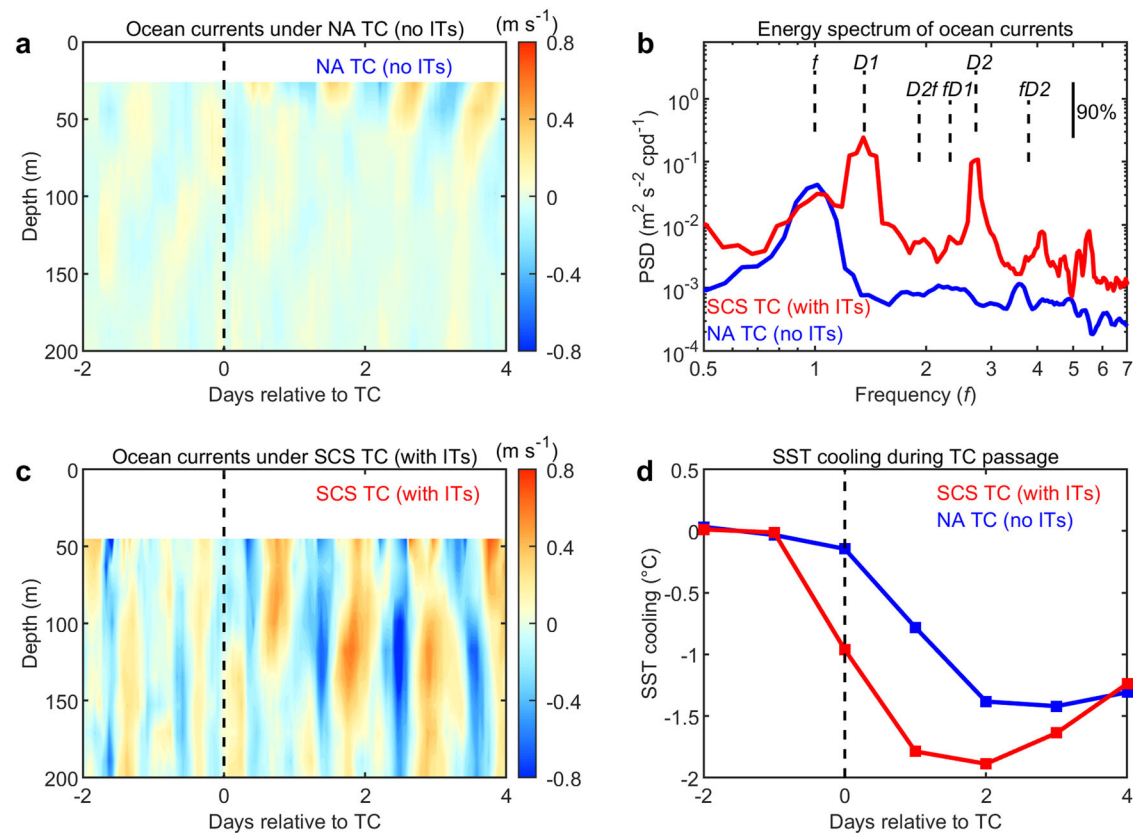 a
Ocean currents under NA TC (no ITs)
(m s⁻¹)
NA TC (no ITs)
0
50
100
150
200
Depth (m)
-2
0
2
4
Days relative to TC
0.8
0.4
0
-0.4
-0.8
b
Energy spectrum of ocean currents
f
D1
D2
D2f
fD1
fD2
90%
10⁰
10⁻¹
10⁻²
10⁻³
10⁻⁴
PSD (m² s⁻² cpd⁻¹)
SCS TC (with ITs)
NA TC (no ITs)
0.5
1
2
3
4
5
6
7
Frequency (f)
c
Ocean currents under SCS TC (with ITs)
(m s⁻¹)
SCS TC (with ITs)
0
50
100
150
200
Depth (m)
-2
0
2
4
Days relative to TC
0.8
0.4
0
-0.4
-0.8
d
SST cooling during TC passage
SCS TC (with ITs)
NA TC (no ITs)
0.5
0
-0.5
-1
-1.5
-2
SST cooling (°C)
-2
0
2
4
Days relative to TC